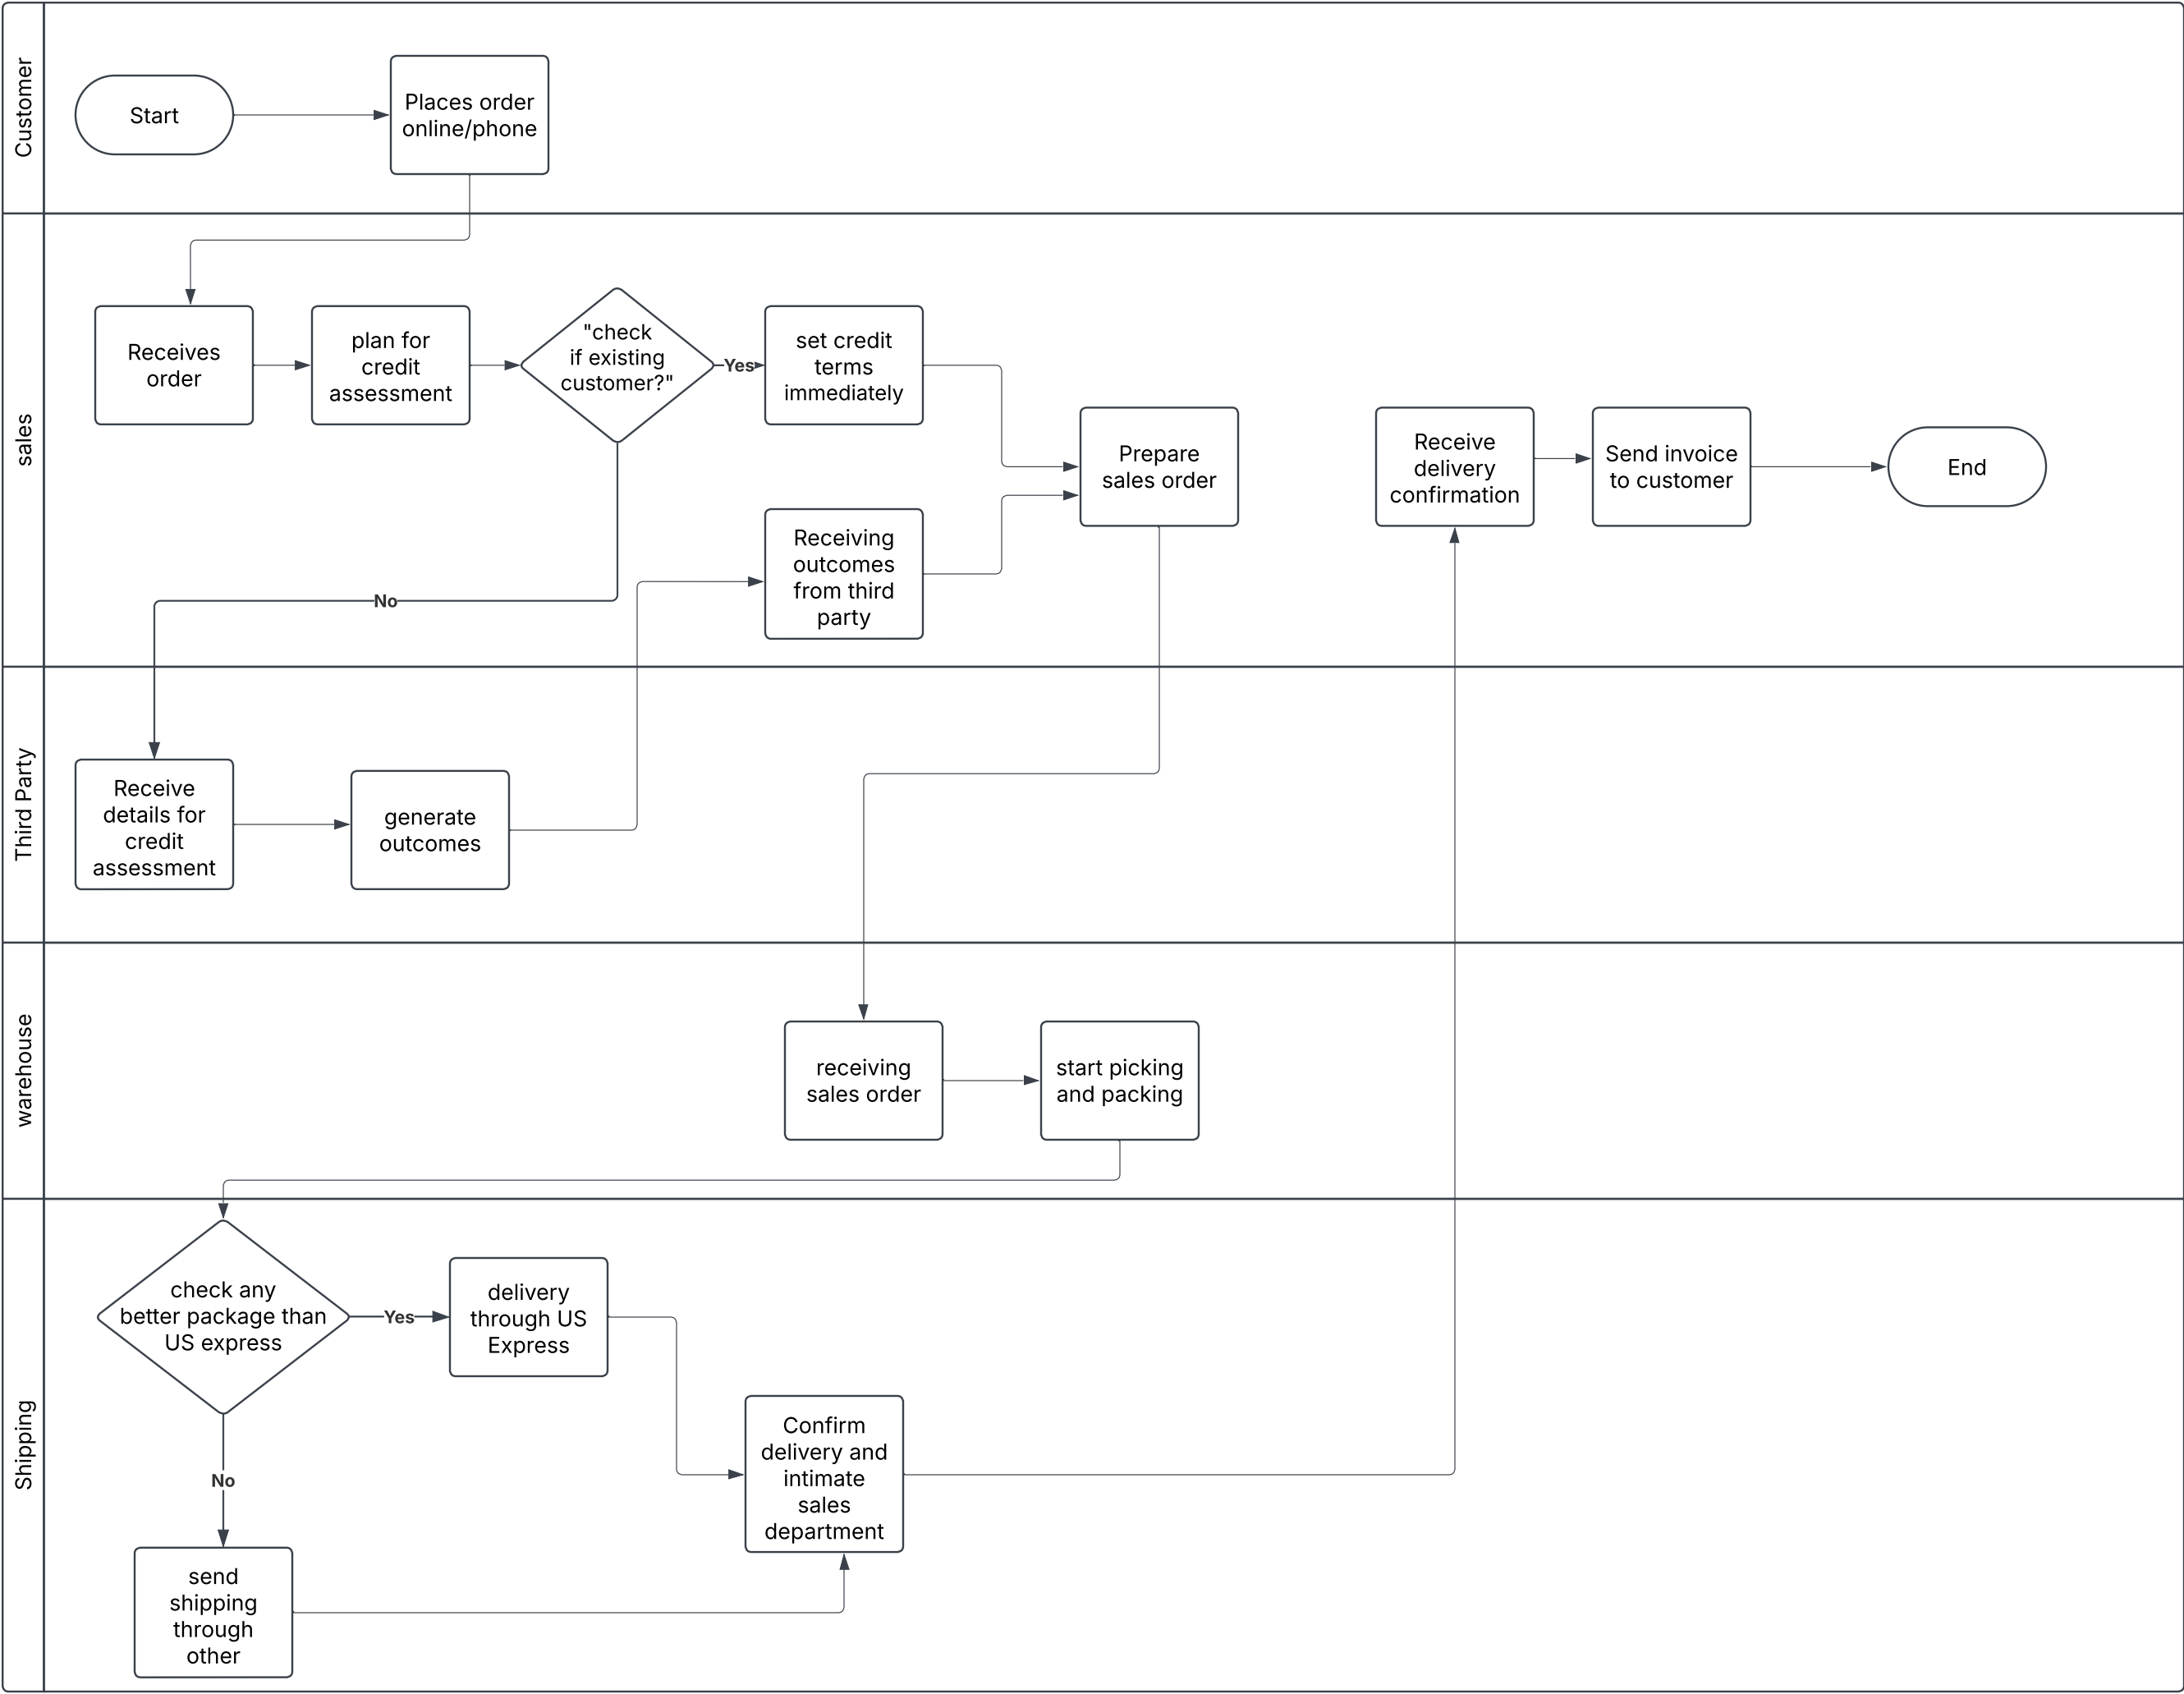 Customer
Start
Places order
online/phone
sales
Receives
order
plan for
credit
assessment
"check
if existing
customer?"
Yes
set credit
terms
immediately
No
Receiving
outcomes
from third
party
Prepare
sales order
Receive
delivery
confirmation
Send invoice
to customer
End
Third Party
Receive
details for
credit
assessment
generate
outcomes
warehouse
receiving
sales order
start picking
and packing
Shipping
check any
better package than
US express
Yes
delivery
through US
Express
No
send
shipping
through
other
Confirm
delivery and
intimate
sales
department